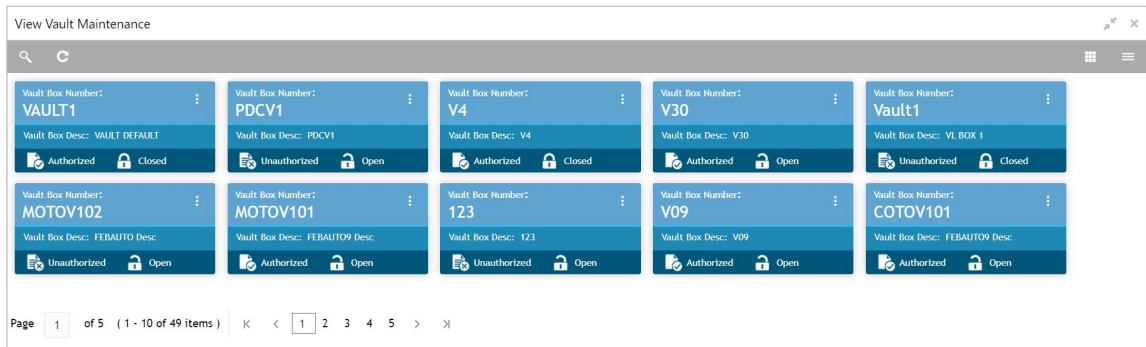 View Vault Maintenance
Vault Box Number: Vault Box Number: Vault Box Number: Vault Box Number: Vault Box Number:
VAULT1 PDCV1 V4 V30 Vault1
Vault Box Desc: VAULT DEFAULT Vault Box Desc: PDCV1 Vault Box Desc: V4 Vault Box Desc: V30 Vault Box Desc: VL BOX 1
Authorized Closed Unauthorized Open Authorized Closed Authorized Open Unauthorized Closed
Vault Box Number: Vault Box Number: Vault Box Number: Vault Box Number: Vault Box Number:
MOTOV102 MOTOV101 123 V09 COTOV101
Vault Box Desc: FEBAUTO Desc Vault Box Desc: FEBAUTO9 Desc Vault Box Desc: 123 Vault Box Desc: V09 Vault Box Desc: FEBAUTO9 Desc
Unauthorized Open Authorized Open Unauthorized Open Authorized Open Authorized Open
Page 1 of 5 ( 1 - 10 of 49 items ) 1 2 3 4 5